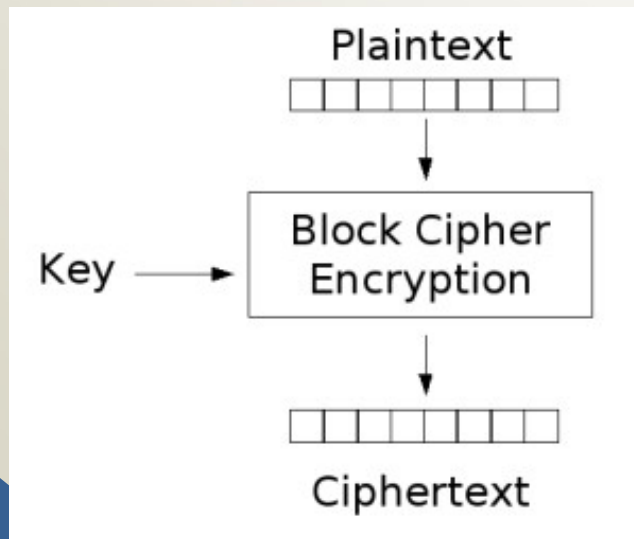 Plaintext
Block Cipher
Encryption
Key
Ciphertext